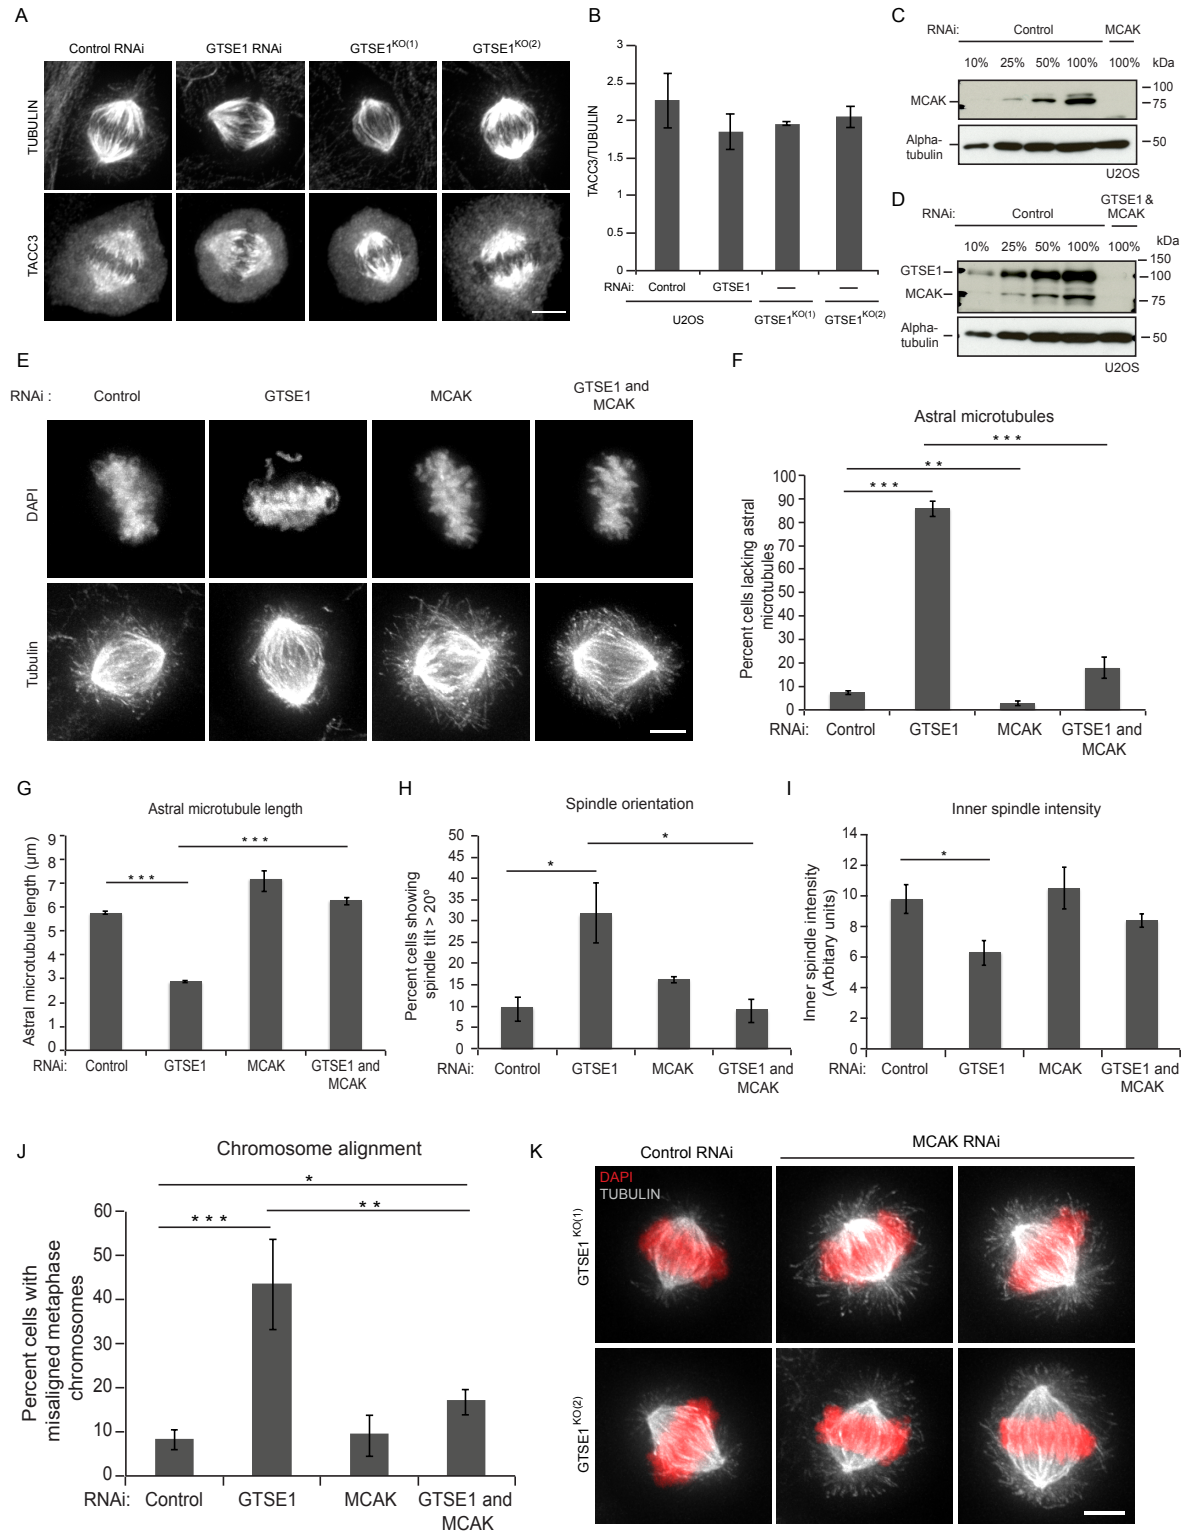 A
Control RNAi
GTSE1 RNAi
GTSE1KO(1)
GTSE1KO(2)
TUBULIN
TACC3
B
TACC3/TUBULIN
3
2.5
2
1.5
1
0.5
0
RNAi: Control GTSE1 — —
U2OS GTSE1KO(1) GTSE1KO(2)
C
RNAi: Control MCAK
10% 25% 50% 100% 100% kDa
MCAK
100
75
Alpha-
tubulin
50
U2OS
D
RNAi: Control GTSE1 &
MCAK
10% 25% 50% 100% 100% kDa
150
GTSE1
100
MCAK
75
Alpha-
tubulin
50
U2OS
E
RNAi : Control GTSE1 MCAK GTSE1 and
MCAK
DAPI
Tubulin
F
Astral microtubules
* * *
* *
* * *
Percent cells lacking astral
microtubules
100
90
80
70
60
50
40
30
20
10
0
RNAi: Control GTSE1 MCAK GTSE1 and
MCAK
G
Astral microtubule length
* * *
* * *
Astral microtubule length (µm)
9
8
7
6
5
4
3
2
1
0
RNAi: Control GTSE1 MCAK GTSE1 and
MCAK
H
Spindle orientation
*
*
Percent cells showing
spindle tilt > 20º
50
45
40
35
30
25
20
15
10
5
0
RNAi: Control GTSE1 MCAK GTSE1 and
MCAK
I
Inner spindle intensity
*
Inner spindle intensity
(Arbitary units)
14
12
10
8
6
4
2
0
RNAi: Control GTSE1 MCAK GTSE1 and
MCAK
J
Chromosome alignment
*
* *
* * *
Percent cells with
misaligned metaphase
chromosomes
60
50
40
30
20
10
0
RNAi: Control GTSE1 MCAK GTSE1 and
MCAK
K
Control RNAi
MCAK RNAi
DAPI
TUBULIN
GTSE1KO(1)
GTSE1KO(2)